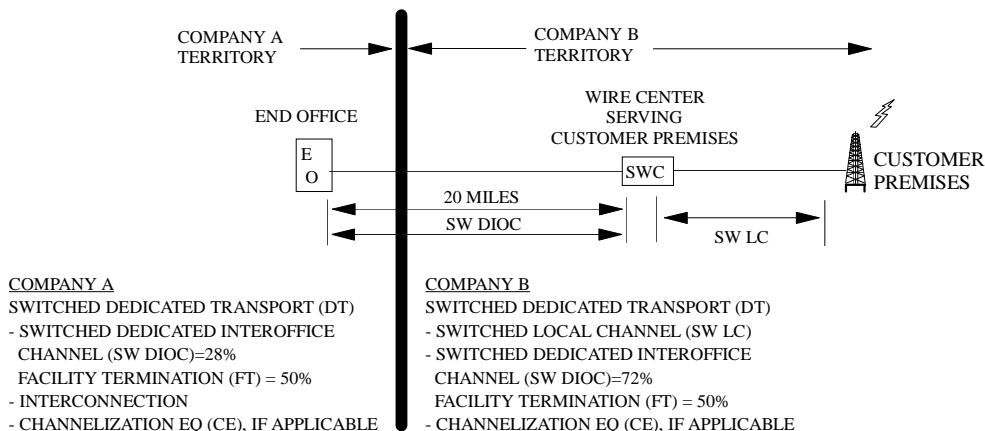 COMPANY A
TERRITORY
COMPANY B
TERRITORY
END OFFICE
WIRE CENTER
SERVING
CUSTOMER PREMISES
E
O
SWC
CUSTOMER
PREMISES
20 MILES
SW DIOC
SW LC
COMPANY A
SWITCHED DEDICATED TRANSPORT (DT)
- SWITCHED DEDICATED INTEROFFICE
CHANNEL (SW DIOC)=28%
FACILITY TERMINATION (FT) = 50%
- INTERCONNECTION
- CHANNELIZATION EQ (CE), IF APPLICABLE
COMPANY B
SWITCHED DEDICATED TRANSPORT (DT)
- SWITCHED LOCAL CHANNEL (SW LC)
- SWITCHED DEDICATED INTEROFFICE
CHANNEL (SW DIOC)=72%
FACILITY TERMINATION (FT) = 50%
- CHANNELIZATION EQ (CE), IF APPLICABLE